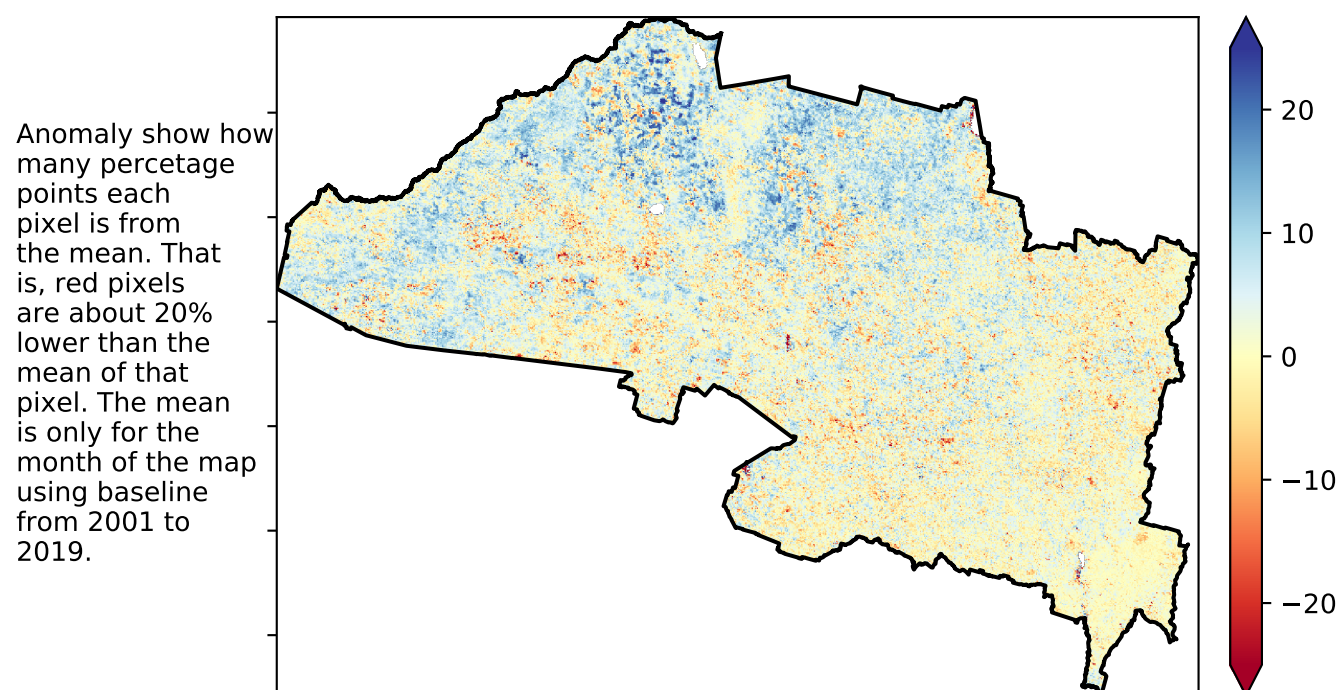 Anomaly show how
many percetage
points each
pixel is from
the mean. That
is, red pixels
are about 20%
lower than the
mean of that
pixel. The mean
is only for the
month of the map
using baseline
from 2001 to
2019.
20
10
0
−10
−20